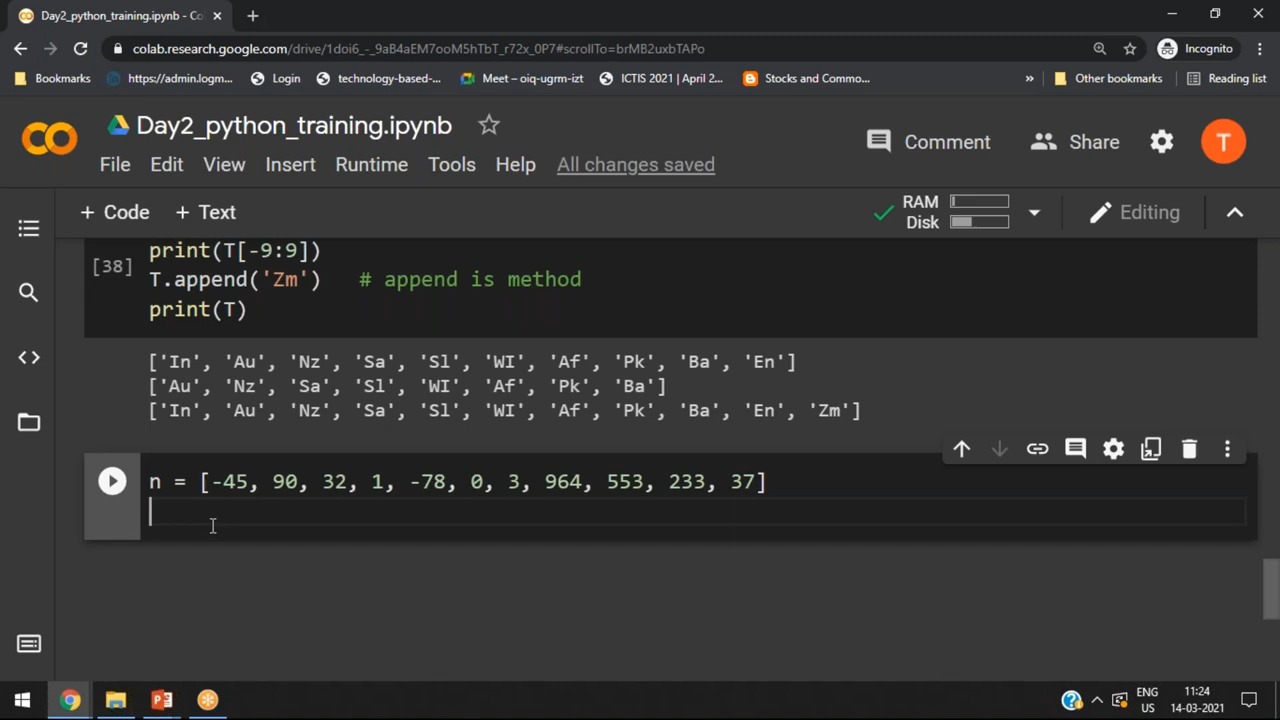 Day2_python_training.ipynb - Co
colab.research.google.com/drive/1doi6_-_9aB4aEM7ooM5hTbT_r72x_0P7#scrollTo=brMB2uxbTAPo
Incognito
Bookmarks
https://admin.logm...
Login
technology-based-...
Meet – oiq-ugrm-izt
ICTIS 2021 | April 2...
Stocks and Commo...
»
Other bookmarks
Reading list
Day2_python_training.ipynb
Comment
Share
T
File Edit View Insert Runtime Tools Help All changes saved
+ Code + Text
RAM
Disk
Editing
print(T[-9:9])
[38]
T.append('Zm') # append is method
print(T)
['In', 'Au', 'Nz', 'Sa', 'Sl', 'WI', 'Af', 'Pk', 'Ba', 'En']
['Au', 'Nz', 'Sa', 'Sl', 'WI', 'Af', 'Pk', 'Ba']
['In', 'Au', 'Nz', 'Sa', 'Sl', 'WI', 'Af', 'Pk', 'Ba', 'En', 'Zm']
n = [-45, 90, 32, 1, -78, 0, 3, 964, 553, 233, 37]
ENG
US
11:24
14-03-2021